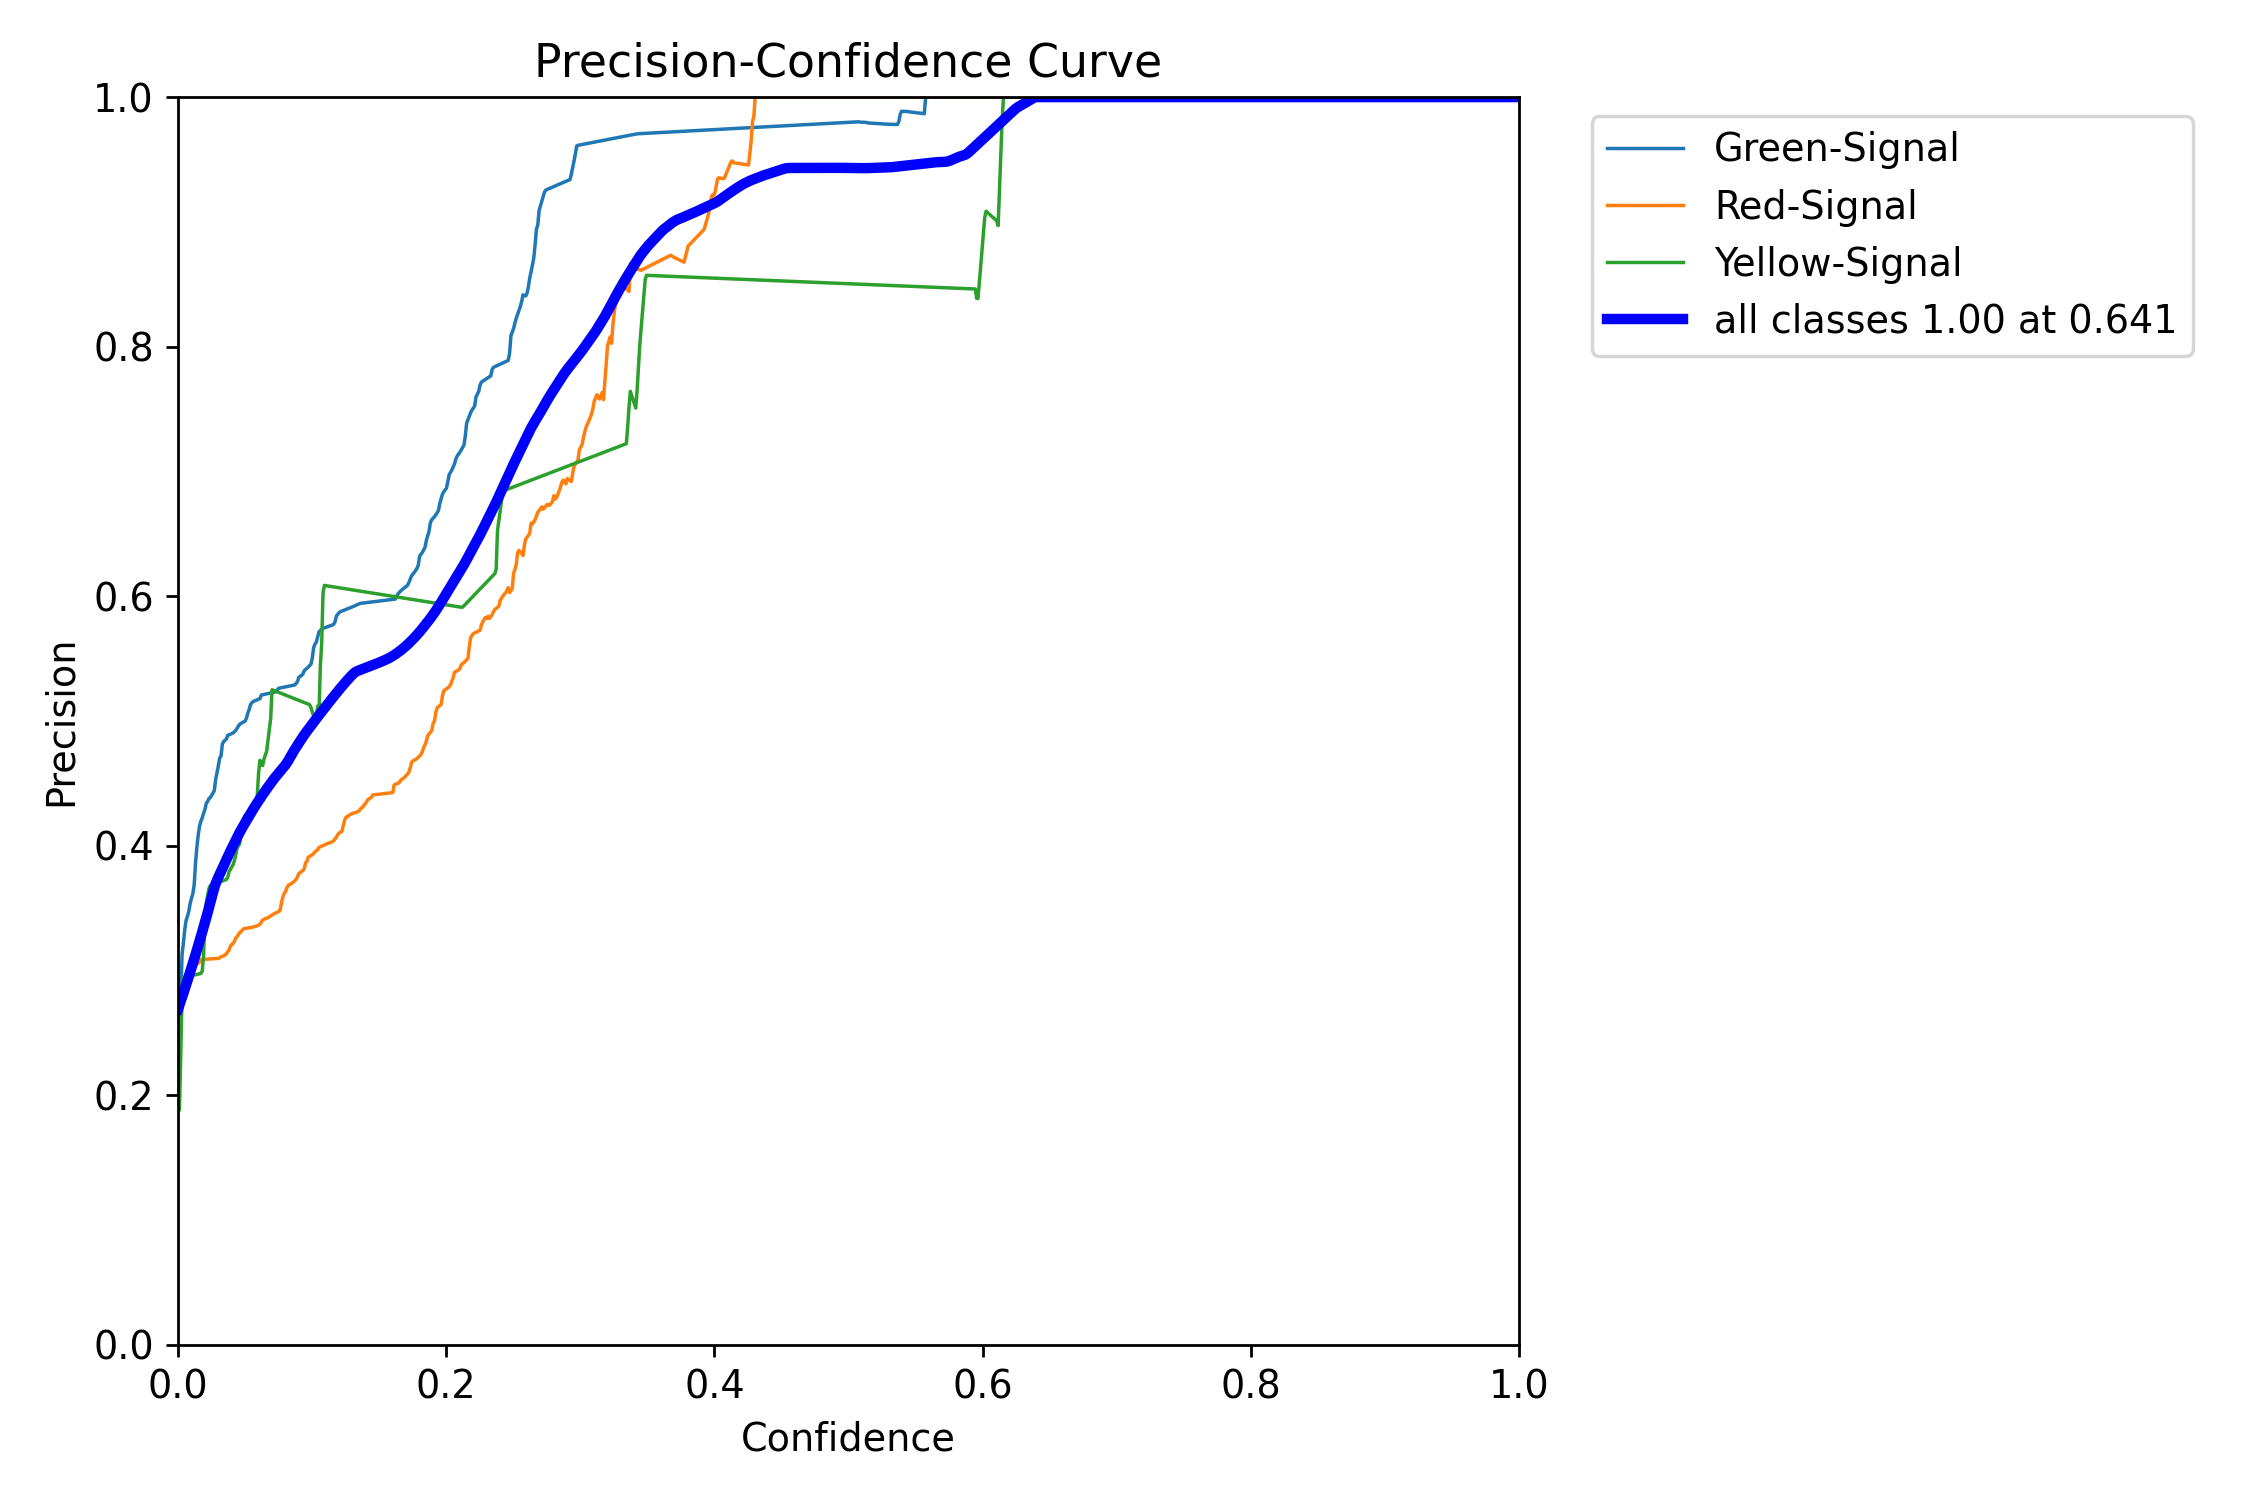 Precision-Confidence Curve
1.0
0.8
0.6
0.4
0.2
0.0
Precision
0.0 0.2 0.4 0.6 0.8 1.0
Confidence
Green-Signal
Red-Signal
Yellow-Signal
all classes 1.00 at 0.641